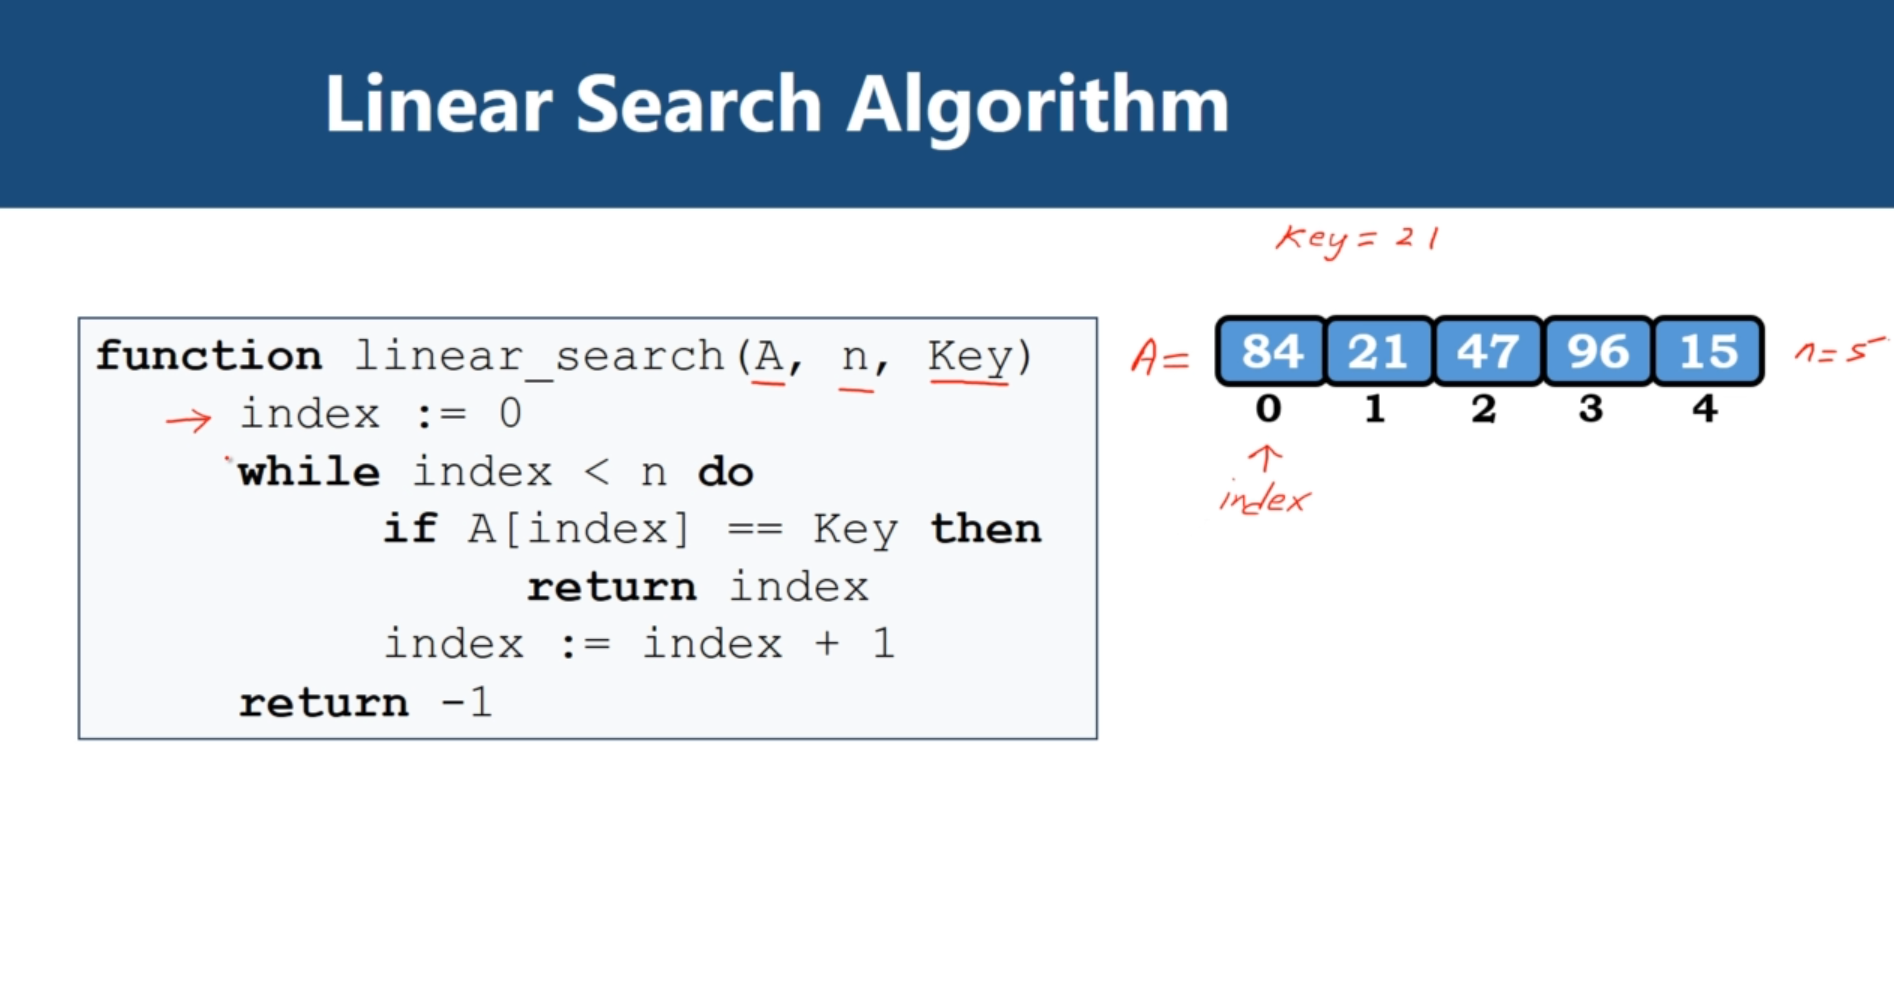 Linear Search Algorithm
Key = 21
function linear_search(A, n, Key)
index := 0
while index < n do
if A[index] == Key then
return index
index := index + 1
return -1
A= 84 21 47 96 15 n=5
0 1 2 3 4
↑
index